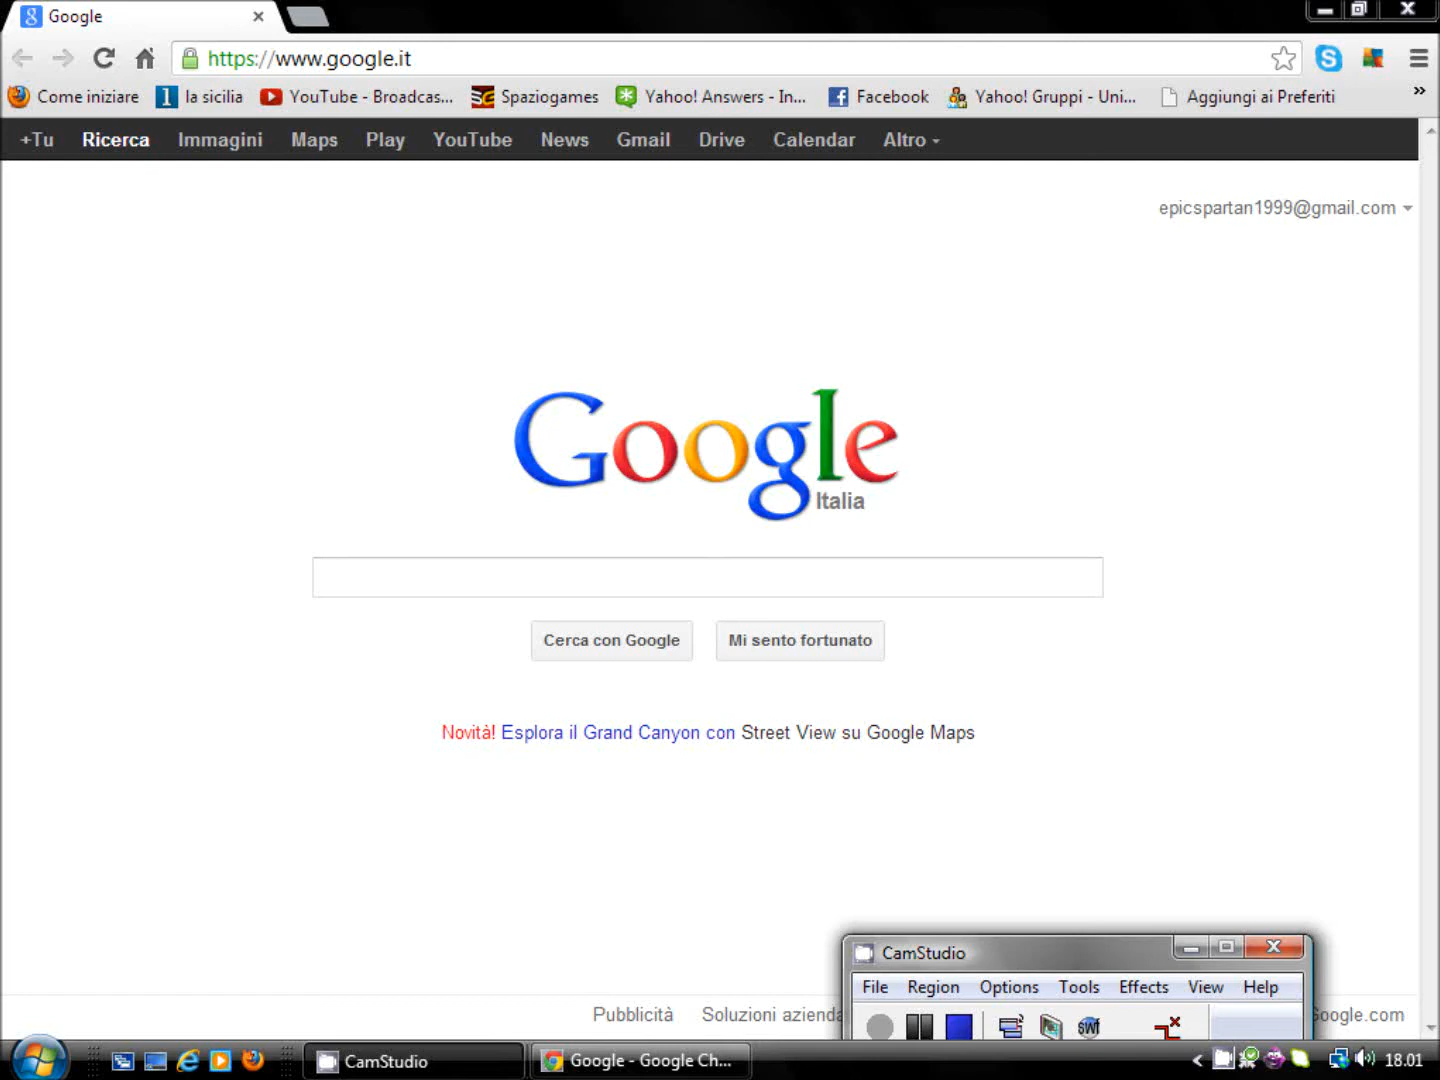 Google
https://www.google.it
Come iniziare la sicilia YouTube - Broadcas... Spaziogames Yahoo! Answers - In... Facebook Yahoo! Gruppi - Uni... Aggiungi ai Preferiti »
+Tu Ricerca Immagini Maps Play YouTube News Gmail Drive Calendar Altro
epicspartan1999@gmail.com
Google
Italia
Cerca con Google Mi sento fortunato
Novità! Esplora il Grand Canyon con Street View su Google Maps
CamStudio
File Region Options Tools Effects View Help
Pubblicità Soluzioni azienda swf Google.com
CamStudio Google - Google Ch... 18.01